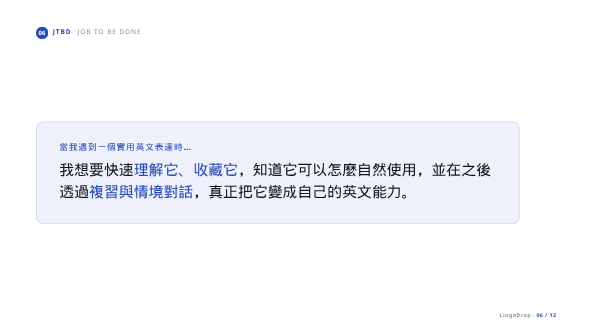 06 JTBD JOB TO BE DONE
當我遇到一個實用英文表達時...
我想要快速理解它、收藏它，知道它可以怎麼自然使用，並在之後
透過複習與情境對話，真正把它變成自己的英文能力。
LingoDrop · 06 / 12